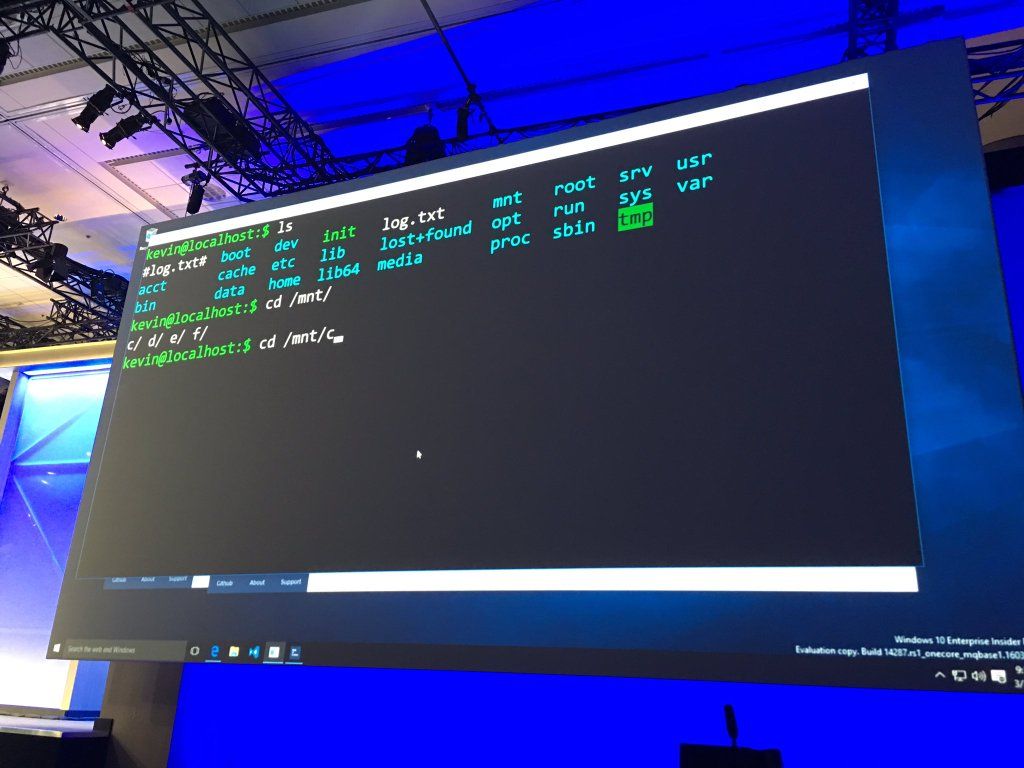 kevin@localhost:$ ls
#log.txt# boot dev init log.txt mnt root srv usr
acct cache etc lib lost+found opt run sys var
bin data home lib64 media proc sbin tmp
kevin@localhost:$ cd /mnt/
c/ d/ e/ f/
kevin@localhost:$ cd /mnt/c
Github About Support Github About Support
Windows 10 Enterprise Insider
Evaluation copy. Build 14287.rs1_onecore_mqbase1.1603
Search the web and Windows
9:
3/